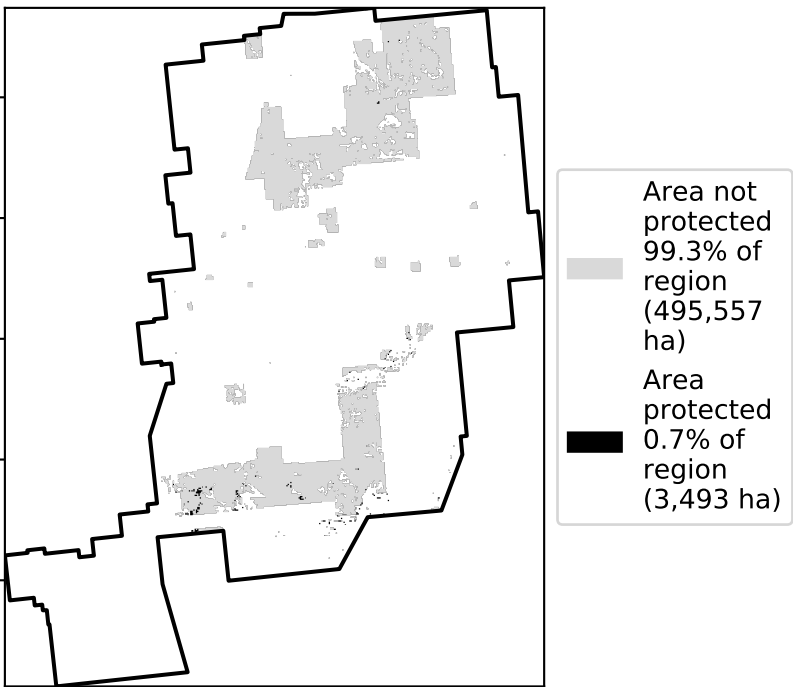 Area not
protected
99.3% of
region
(495,557
ha)
Area
protected
0.7% of
region
(3,493 ha)